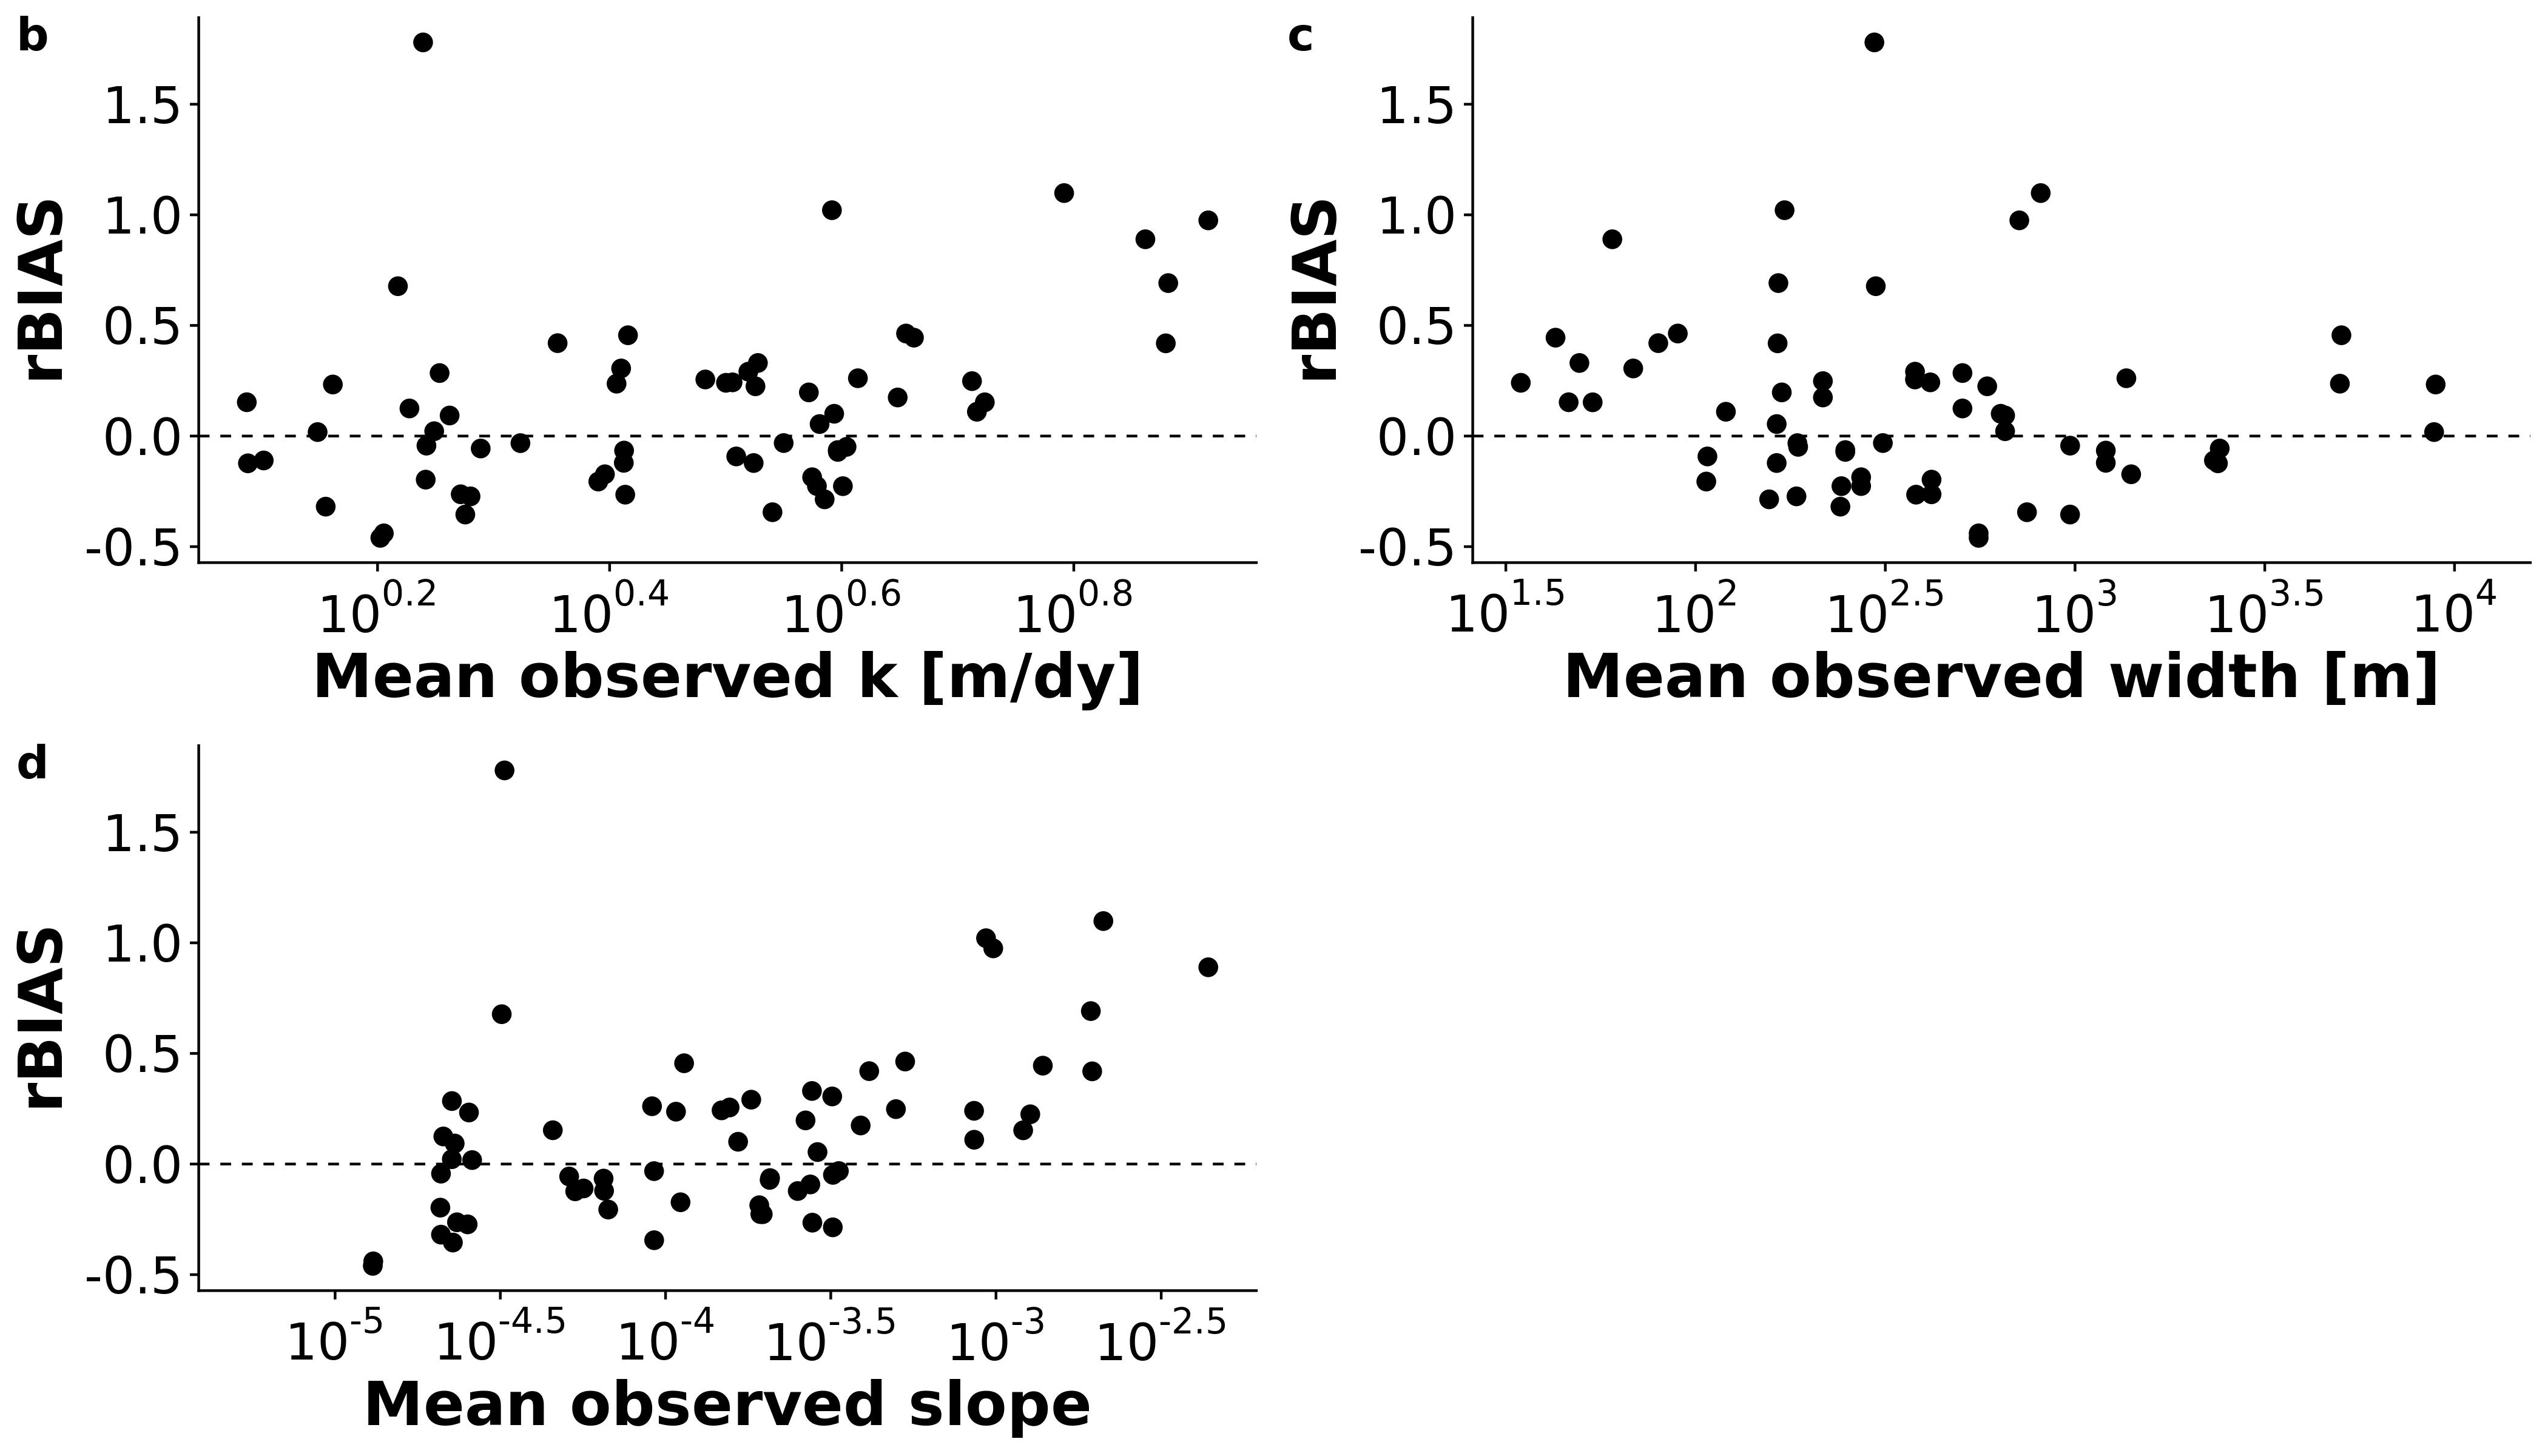 b
rBIAS
1.5
1.0
0.5
0.0
-0.5
10^0.2 10^0.4 10^0.6 10^0.8
Mean observed k [m/dy]
c
rBIAS
1.5
1.0
0.5
0.0
-0.5
10^1.5 10^2 10^2.5 10^3 10^3.5 10^4
Mean observed width [m]
d
rBIAS
1.5
1.0
0.5
0.0
-0.5
10^-5 10^-4.5 10^-4 10^-3.5 10^-3 10^-2.5
Mean observed slope